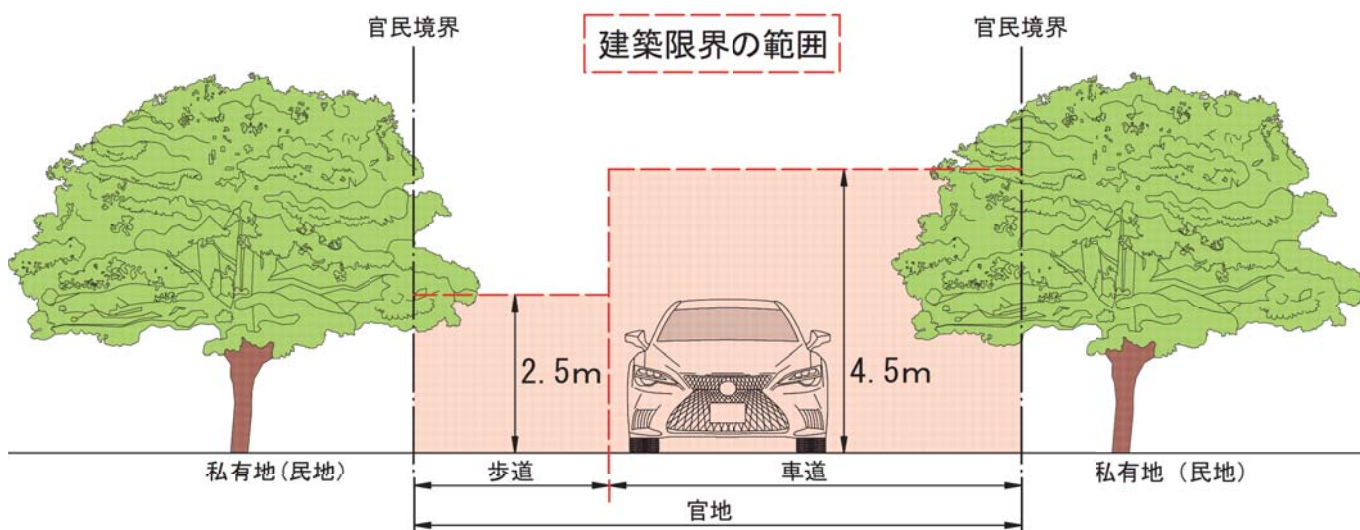 官民境界
建築限界の範囲
官民境界
2.5m
4.5m
私有地(民地)
歩道
車道
私有地 (民地)
官地